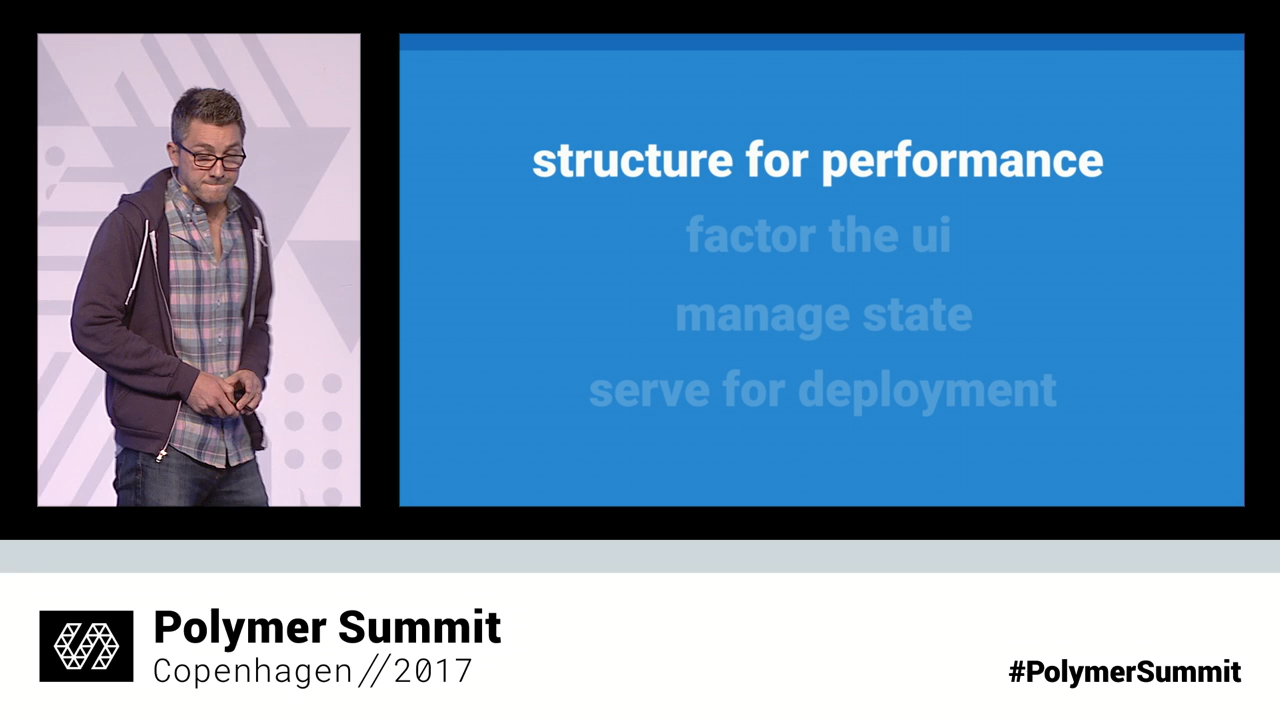 structure for performance
factor the ui
manage state
serve for deployment
Polymer Summit
Copenhagen//2017
#PolymerSummit